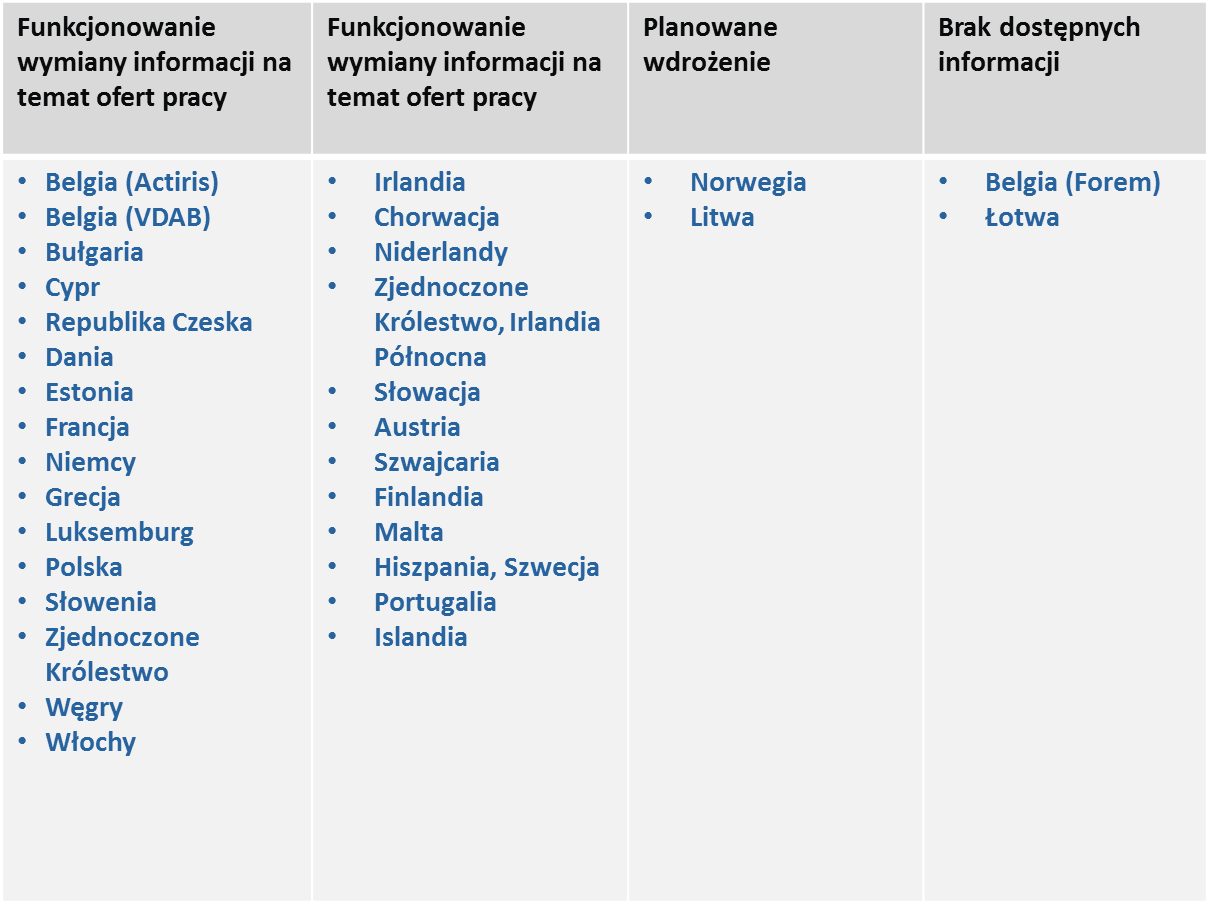 Funkcjonowanie
wymiany informacji na
temat ofert pracy
Funkcjonowanie
wymiany informacji na
temat ofert pracy
Planowane
wdrożenie
Brak dostępnych
informacji
• Belgia (Actiris)
• Belgia (VDAB)
• Bułgaria
• Cypr
• Republika Czeska
• Dania
• Estonia
• Francja
• Niemcy
• Grecja
• Luksemburg
• Polska
• Słowenia
• Zjednoczone
Królestwo
• Węgry
• Włochy
• Irlandia
• Chorwacja
• Niderlandy
• Zjednoczone
Królestwo, Irlandia
Północna
• Słowacja
• Austria
• Szwajcaria
• Finlandia
• Malta
• Hiszpania, Szwecja
• Portugalia
• Islandia
• Norwegia
• Litwa
• Belgia (Forem)
• Łotwa